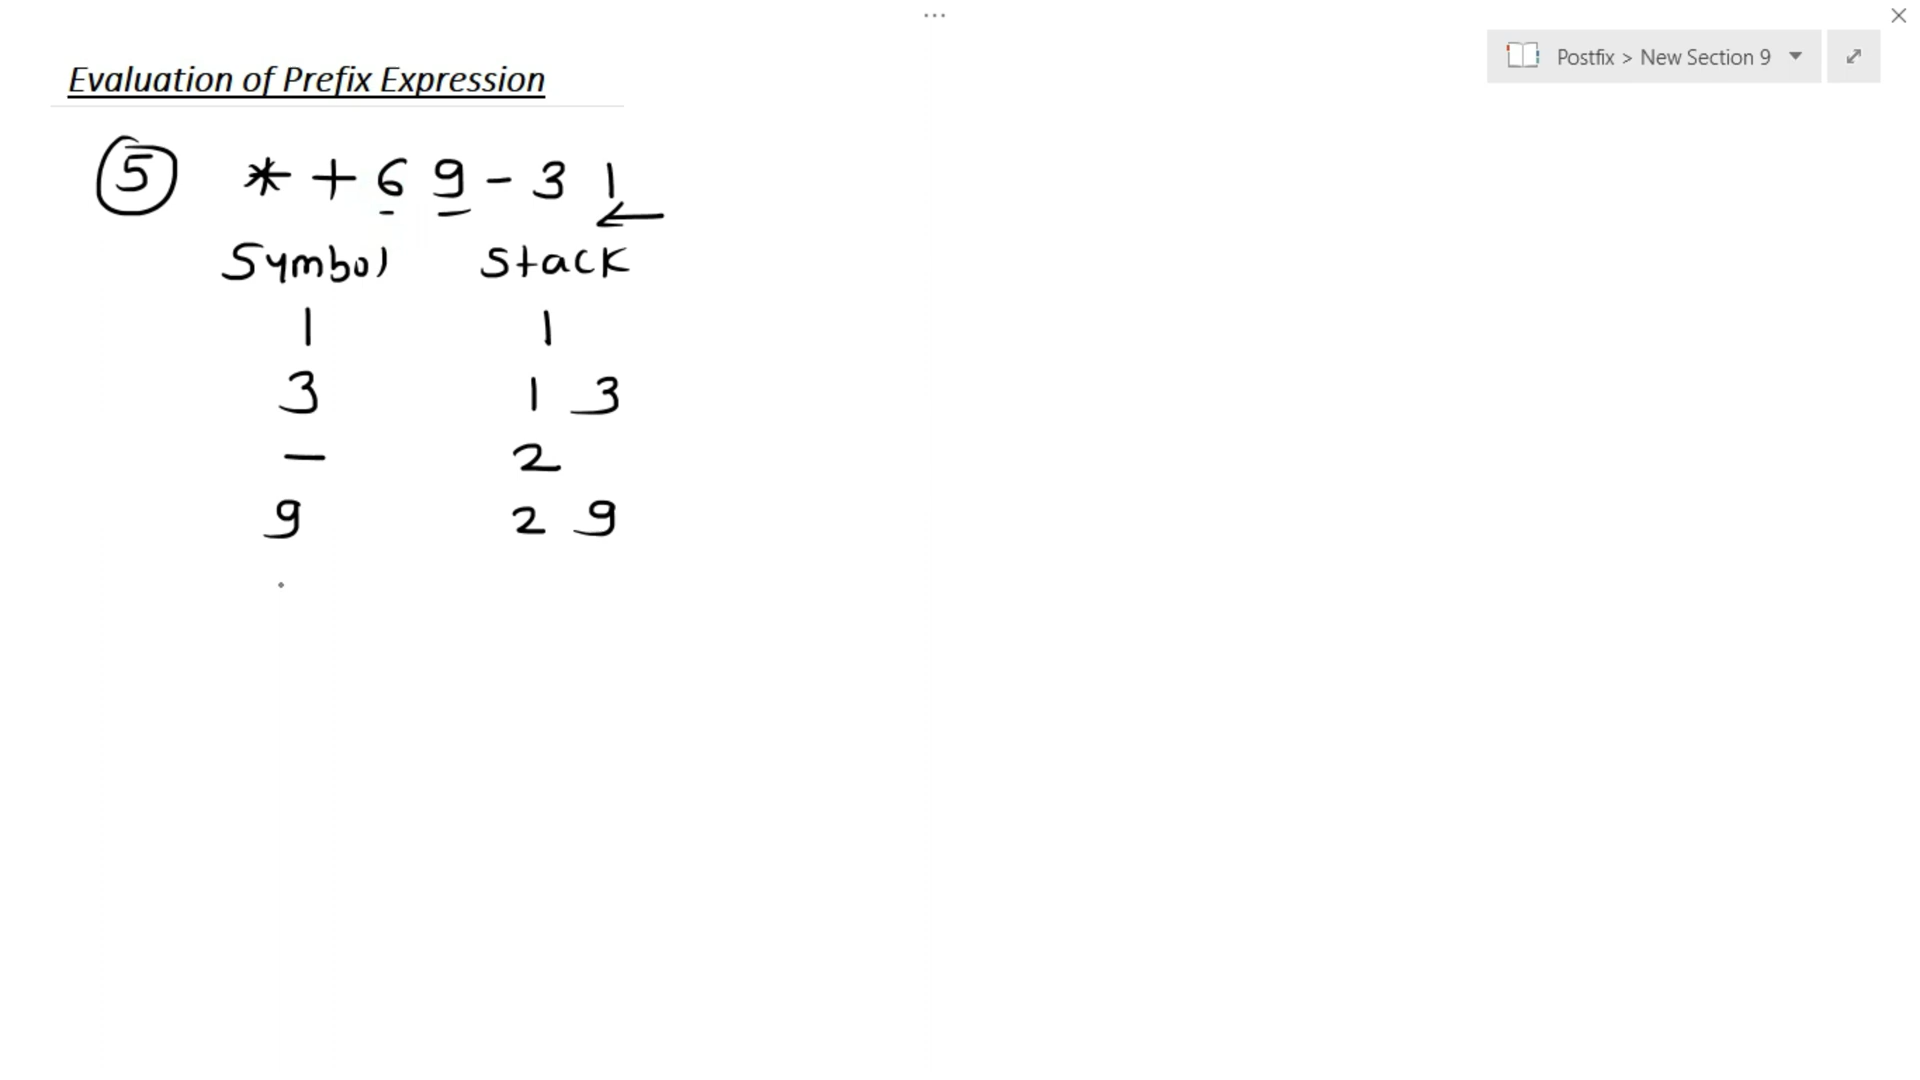 ...
Postfix > New Section 9
Evaluation of Prefix Expression
5 * + 6 9 - 3 1
Symbol Stack
1 1
3 1 3
- 2
9 2 9